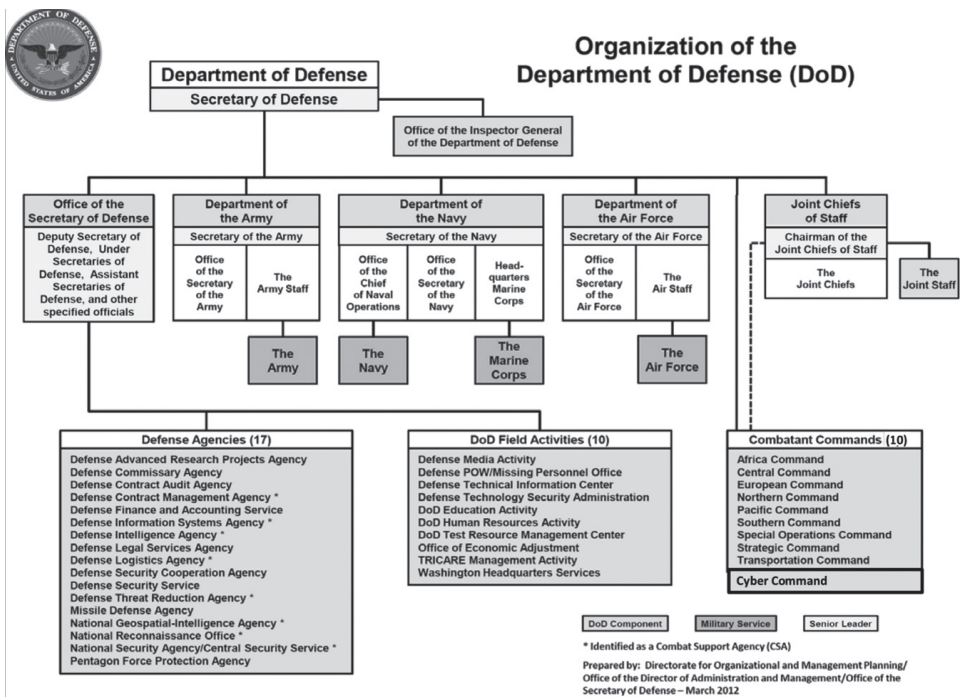 DEPARTMENT OF DEFENSE
UNITED STATES OF AMERICA
Organization of the
Department of Defense (DoD)
Department of Defense
Secretary of Defense
Office of the Inspector General
of the Department of Defense
Office of the
Secretary of Defense
Deputy Secretary of
Defense, Under
Secretaries of
Defense, Assistant
Secretaries of
Defense, and other
specified officials
Department of
the Army
Secretary of the Army
Office
of the
Secretary
of the
Army
The
Army Staff
The
Army
Department of
the Navy
Secretary of the Navy
Office
of the
Chief
of Naval
Operations
Office of
the Secretary
of the
Navy
Head-
quarters
Marine
Corps
The
Navy
The
Marine
Corps
Department of
the Air Force
Secretary of the Air Force
Office
of the
Secretary
of the
Air Force
The
Air Staff
The
Air Force
Joint Chiefs
of Staff
Chairman of the
Joint Chiefs of Staff
The
Joint Chiefs
The
Joint Staff
Defense Agencies (17)
Defense Advanced Research Projects Agency
Defense Commissary Agency
Defense Contract Audit Agency
Defense Contract Management Agency *
Defense Finance and Accounting Service
Defense Information Systems Agency *
Defense Intelligence Agency *
Defense Legal Services Agency
Defense Logistics Agency *
Defense Security Cooperation Agency
Defense Security Service
Defense Threat Reduction Agency *
Missile Defense Agency
National Geospatial-Intelligence Agency *
National Reconnaissance Office *
National Security Agency/Central Security Service *
Pentagon Force Protection Agency
DoD Field Activities (10)
Defense Media Activity
Defense POW/Missing Personnel Office
Defense Technical Information Center
Defense Technology Security Administration
DoD Education Activity
DoD Human Resources Activity
DoD Test Resource Management Center
Office of Economic Adjustment
TRICARE Management Activity
Washington Headquarters Services
Combatant Commands (10)
Africa Command
Central Command
European Command
Northern Command
Pacific Command
Southern Command
Special Operations Command
Strategic Command
Transportation Command
Cyber Command
DoD Component
Military Service
Senior Leader
* Identified as a Combat Support Agency (CSA)
Prepared by: Directorate for Organizational and Management Planning/
Office of the Director of Administration and Management/Office of the
Secretary of Defense – March 2012